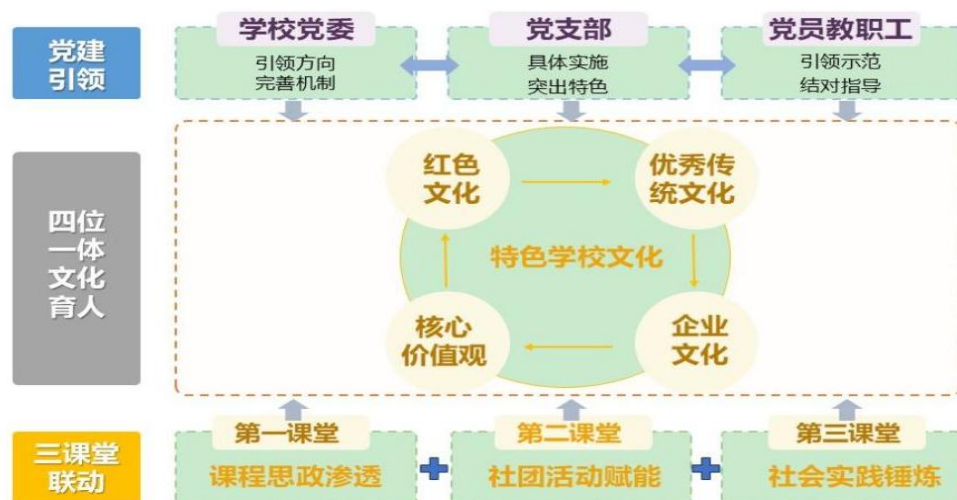 党建
引领
学校党委
引领方向
完善机制
党支部
具体实施
突出特色
党员教职工
引领示范
结对指导
四位
一体
文化
育人
红色
文化
优秀传
统文化
特色学校文化
核心
价值观
企业
文化
三课堂
联动
第一课堂
课程思政渗透
第二课堂
社团活动赋能
第三课堂
社会实践锤炼